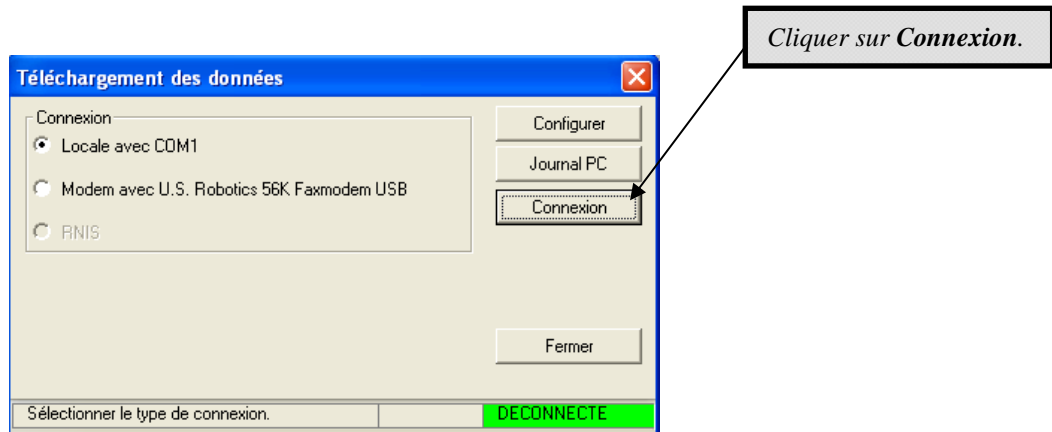 Cliquer sur Connexion.
Téléchargement des données
Connexion
Locale avec COM1
Modem avec U.S. Robotics 56K Faxmodem USB
RNIS
Configurer
Journal PC
Connexion
Fermer
Sélectionner le type de connexion.
DECONNECTE